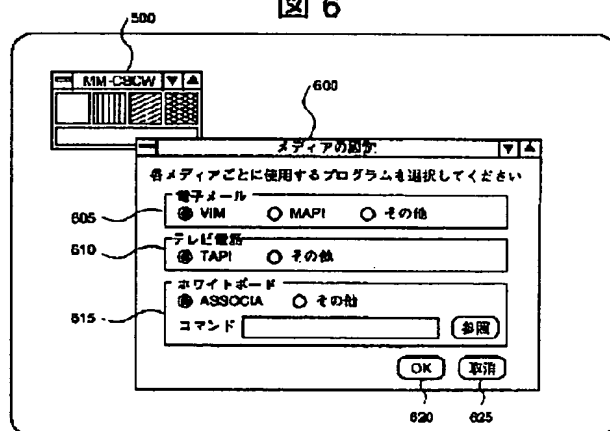 図 6
500
MM-CSCW
600
メディアの設定
各メディアごとに使用するプログラムを選択してください
605
電子メール
VIM MAPI その他
610
テレビ電話
TAPI その他
615
ホワイトボード
ASSOCIA その他
コマンド 参照
OK 取消
620 625